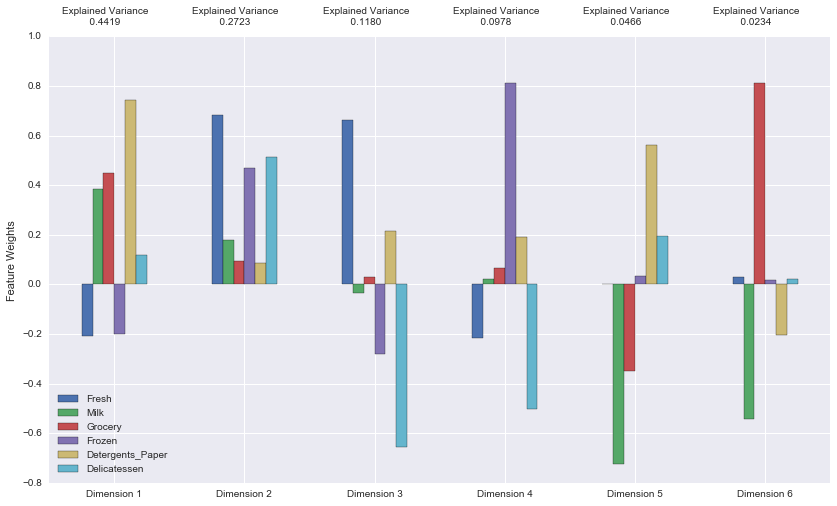 Explained Variance Explained Variance Explained Variance Explained Variance Explained Variance Explained Variance
0.4419 0.2723 0.1180 0.0978 0.0466 0.0234
1.0
0.8
0.6
0.4
0.2
0.0
−0.2
−0.4
−0.6
−0.8
Feature Weights
Fresh
Milk
Grocery
Frozen
Detergents_Paper
Delicatessen
Dimension 1 Dimension 2 Dimension 3 Dimension 4 Dimension 5 Dimension 6